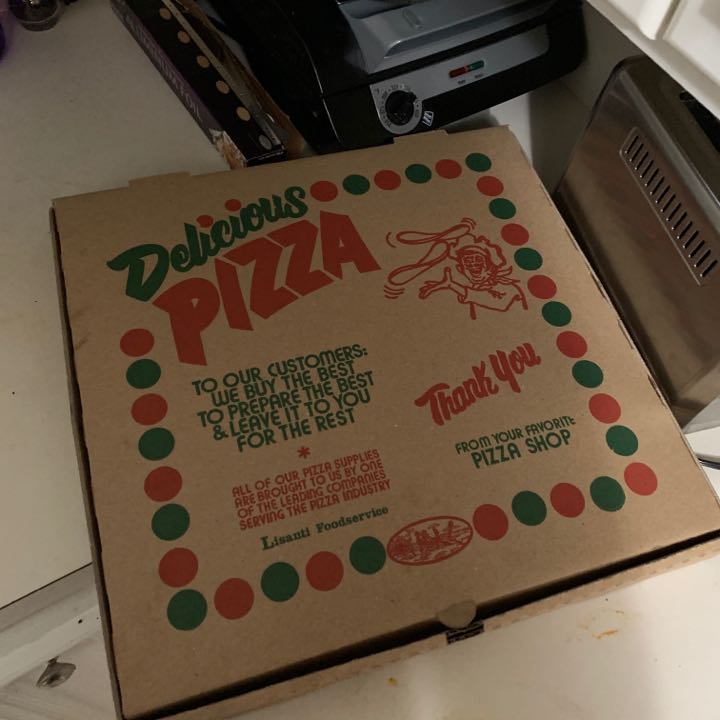 Delicious
PIZZA
TO OUR CUSTOMERS:
WE BUY THE BEST
TO PREPARE THE BEST
& LEAVE IT TO YOU
FOR THE REST
*
ALL OF OUR PIZZA SUPPLIES
ARE BROUGHT TO US BY ONE
OF THE LEADING COMPANIES
SERVING THE PIZZA INDUSTRY
Lisanti Foodservice
Thank You
FROM YOUR FAVORITE
PIZZA SHOP